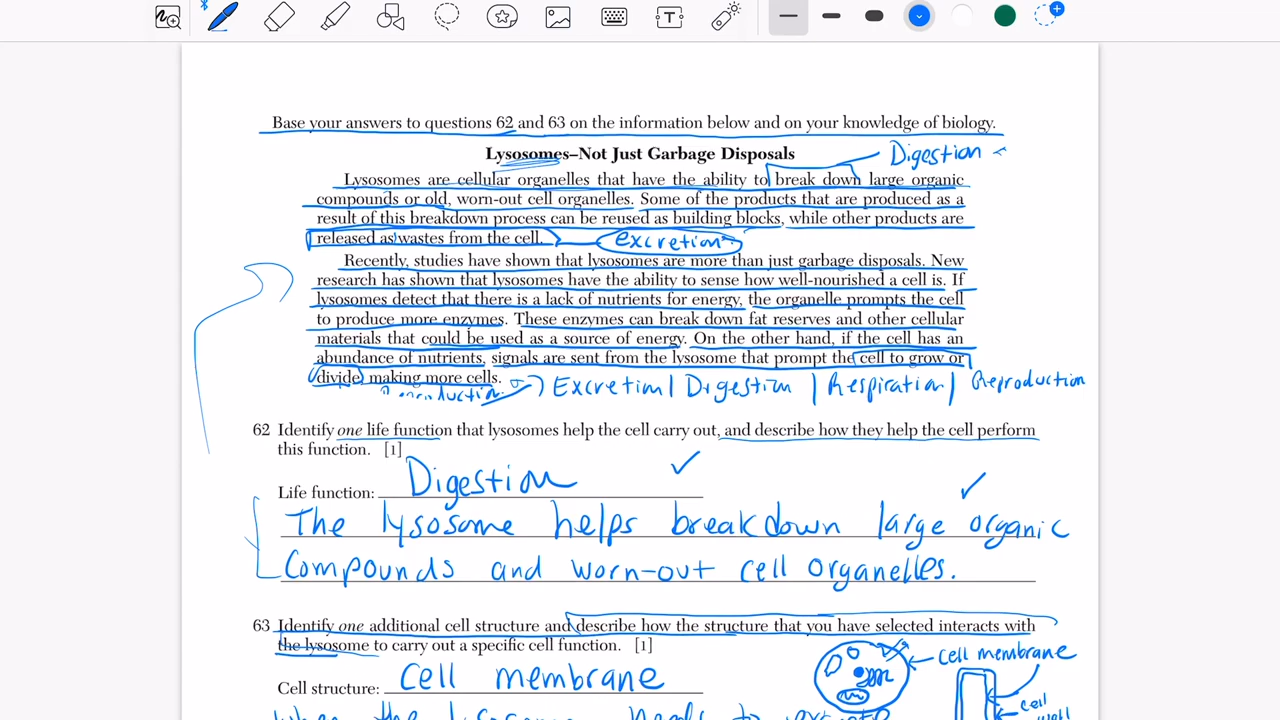 Base your answers to questions 62 and 63 on the information below and on your knowledge of biology.
Lysosomes–Not Just Garbage Disposals
Digestion
Lysosomes are cellular organelles that have the ability to break down large organic
compounds or old, worn-out cell organelles. Some of the products that are produced as a
result of this breakdown process can be reused as building blocks, while other products are
released as wastes from the cell.
excretion
Recently, studies have shown that lysosomes are more than just garbage disposals. New
research has shown that lysosomes have the ability to sense how well-nourished a cell is. If
lysosomes detect that there is a lack of nutrients for energy, the organelle prompts the cell
to produce more enzymes. These enzymes can break down fat reserves and other cellular
materials that could be used as a source of energy. On the other hand, if the cell has an
abundance of nutrients, signals are sent from the lysosome that prompt the cell to grow or
divide, making more cells.
Excretion | Digestion | Respiration | Reproduction
62 Identify one life function that lysosomes help the cell carry out, and describe how they help the cell perform
this function. [1]
Life function: Digestion
The lysosome helps breakdown large organic
Compounds and worn-out cell organelles.
63 Identify one additional cell structure and describe how the structure that you have selected interacts with
the lysosome to carry out a specific cell function. [1]
cell membrane
Cell structure: Cell membrane
cell
When the lysosome needs to excrete